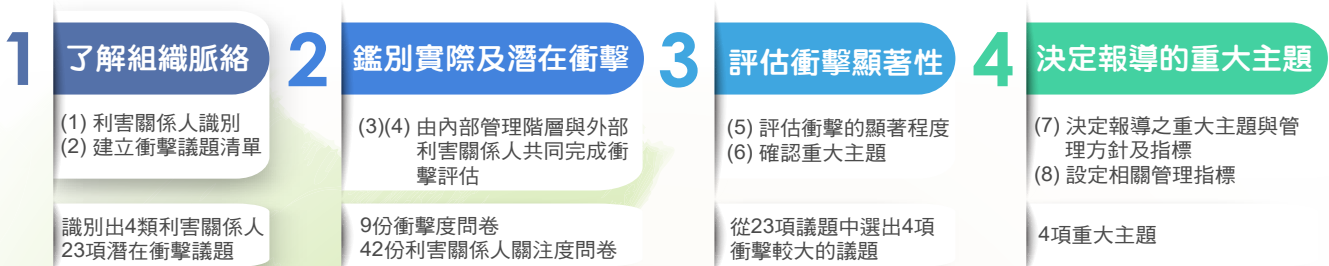 1
了解組織脈絡
(1) 利害關係人識別
(2) 建立衝擊議題清單
識別出4類利害關係人
23項潛在衝擊議題
2
鑑別實際及潛在衝擊
(3)(4) 由內部管理階層與外部
利害關係人共同完成衝
擊評估
9份衝擊度問卷
42份利害關係人關注度問卷
3
評估衝擊顯著性
(5) 評估衝擊的顯著程度
(6) 確認重大主題
從23項議題中選出4項
衝擊較大的議題
4
決定報導的重大主題
(7) 決定報導之重大主題與管
理方針及指標
(8) 設定相關管理指標
4項重大主題